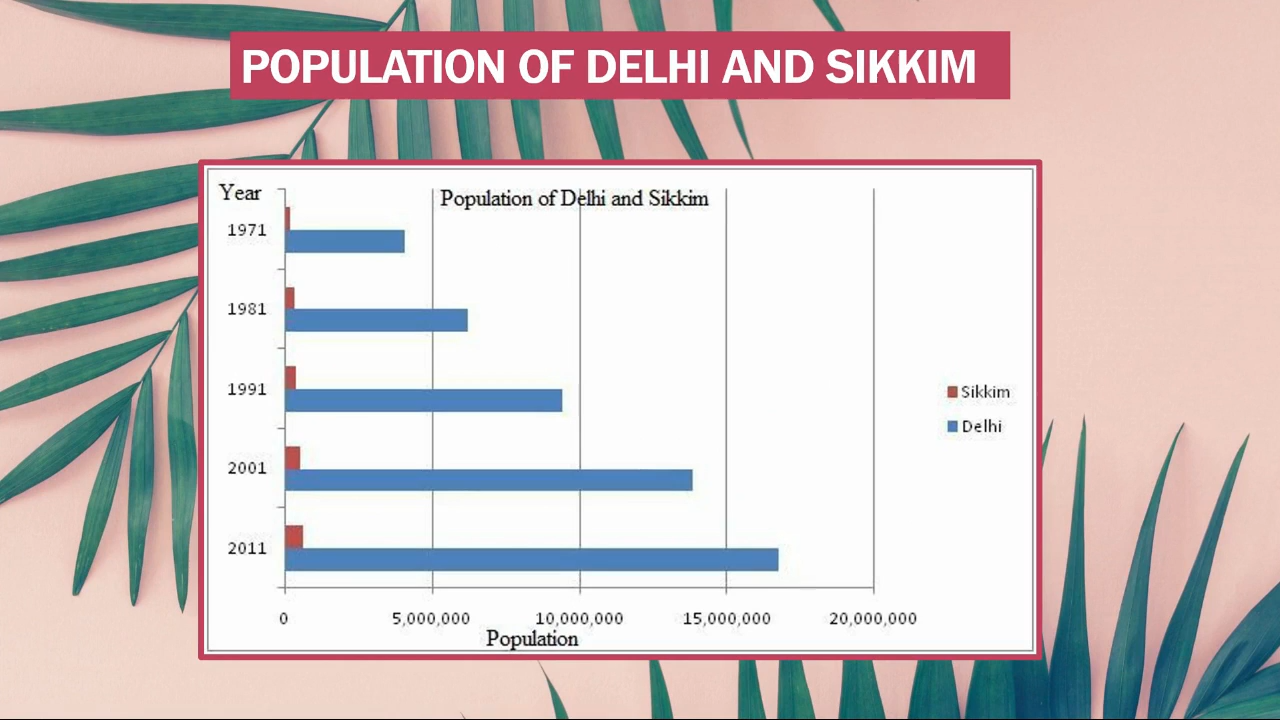 POPULATION OF DELHI AND SIKKIM
Year
Population of Delhi and Sikkim
1971
1981
1991
2001
2011
Sikkim
Delhi
0 5,000,000 10,000,000 15,000,000 20,000,000
Population